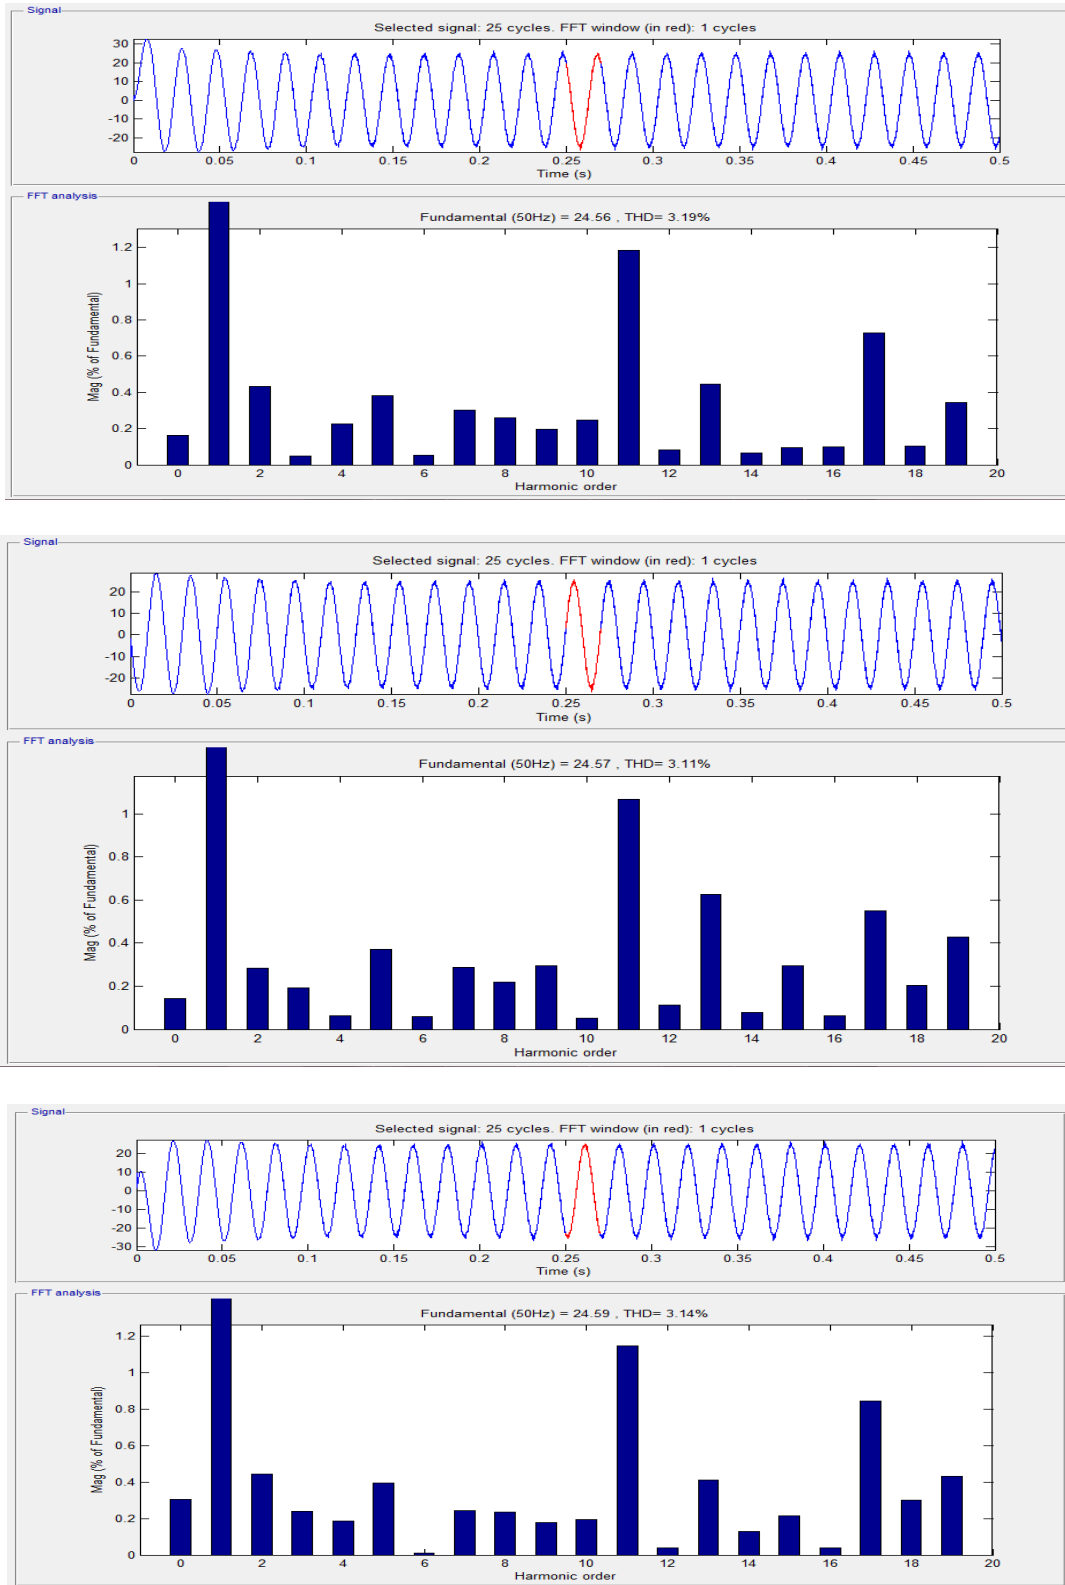 Signal
Selected signal: 25 cycles. FFT window (in red): 1 cycles
30
20
10
0
-10
-20
0 0.05 0.1 0.15 0.2 0.25 0.3 0.35 0.4 0.45 0.5
Time (s)
FFT analysis
Fundamental (50Hz) = 24.56 , THD= 3.19%
Mag (% of Fundamental)
1.2
1
0.8
0.6
0.4
0.2
0
0 2 4 6 8 10 12 14 16 18 20
Harmonic order
Signal
Selected signal: 25 cycles. FFT window (in red): 1 cycles
20
10
0
-10
-20
0 0.05 0.1 0.15 0.2 0.25 0.3 0.35 0.4 0.45 0.5
Time (s)
FFT analysis
Fundamental (50Hz) = 24.57 , THD= 3.11%
Mag (% of Fundamental)
1
0.8
0.6
0.4
0.2
0
0 2 4 6 8 10 12 14 16 18 20
Harmonic order
Signal
Selected signal: 25 cycles. FFT window (in red): 1 cycles
20
10
0
-10
-20
-30
0 0.05 0.1 0.15 0.2 0.25 0.3 0.35 0.4 0.45 0.5
Time (s)
FFT analysis
Fundamental (50Hz) = 24.59 , THD= 3.14%
Mag (% of Fundamental)
1.2
1
0.8
0.6
0.4
0.2
0
0 2 4 6 8 10 12 14 16 18 20
Harmonic order